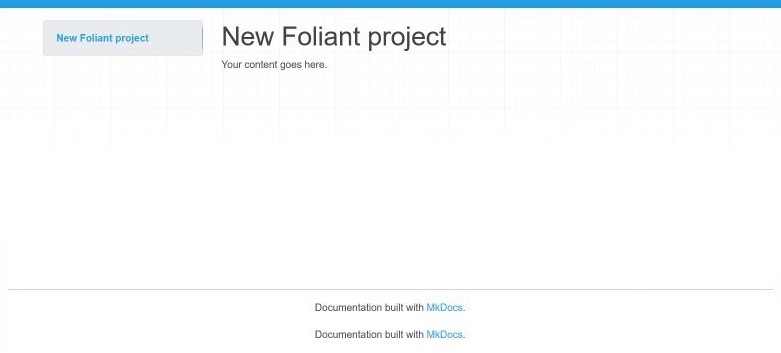 New Foliant project
New Foliant project
Your content goes here.
Documentation built with MkDocs.
Documentation built with MkDocs.